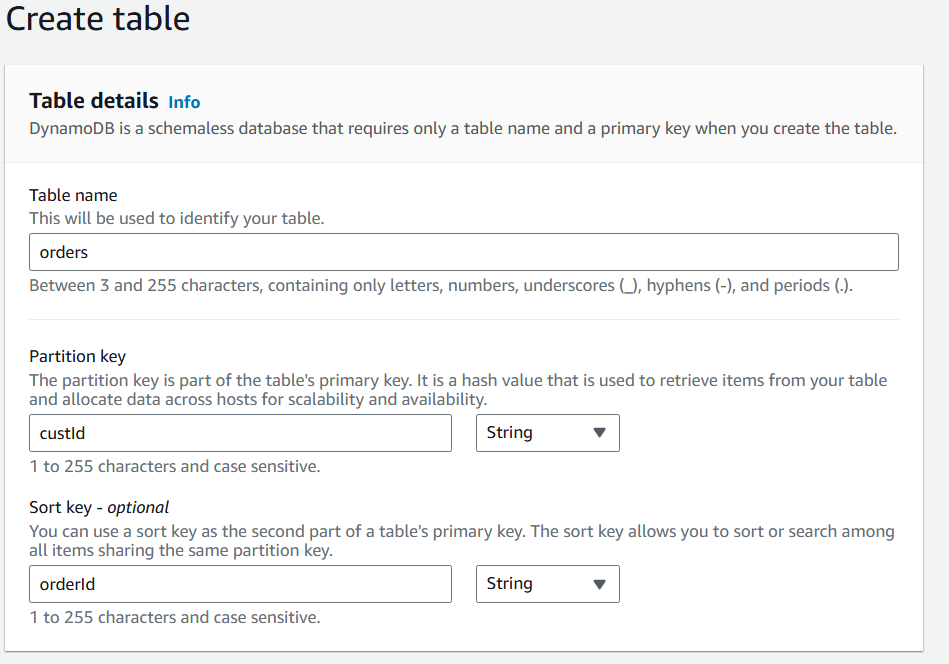 Create table
Table details Info
DynamoDB is a schemaless database that requires only a table name and a primary key when you create the table.
Table name
This will be used to identify your table.
orders
Between 3 and 255 characters, containing only letters, numbers, underscores (_), hyphens (-), and periods (.).
Partition key
The partition key is part of the table's primary key. It is a hash value that is used to retrieve items from your table
and allocate data across hosts for scalability and availability.
custId String
1 to 255 characters and case sensitive.
Sort key - optional
You can use a sort key as the second part of a table's primary key. The sort key allows you to sort or search among
all items sharing the same partition key.
orderId String
1 to 255 characters and case sensitive.